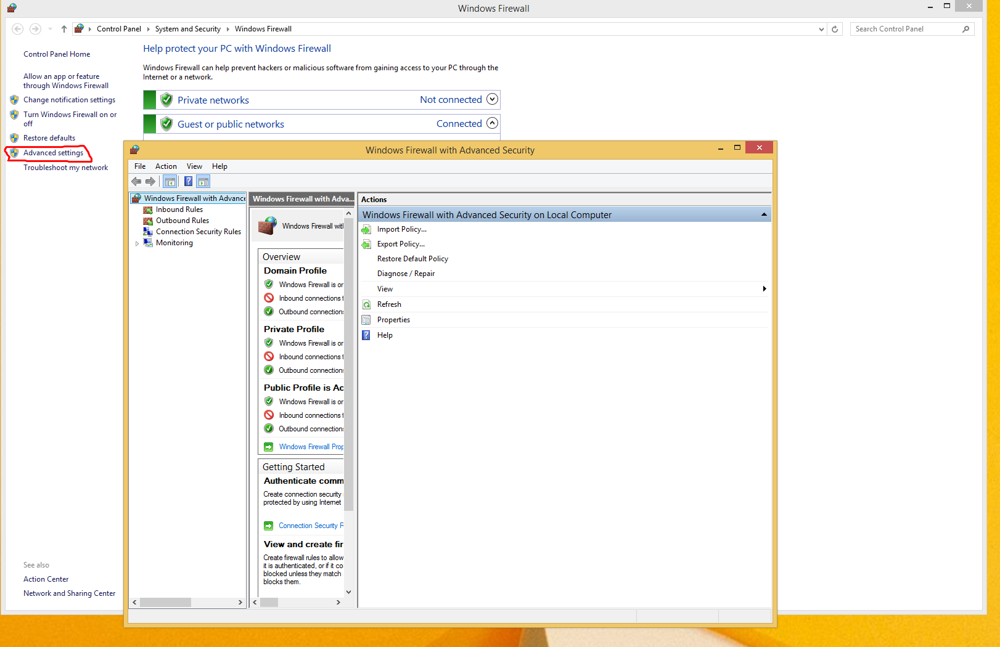 Windows Firewall
Control Panel
System and Security
Windows Firewall
Search Control Panel
Control Panel Home
Allow an app or feature
through Windows Firewall
Change notification settings
Turn Windows Firewall on or
off
Restore defaults
Advanced settings
Troubleshoot my network
See also
Action Center
Network and Sharing Center
Help protect your PC with Windows Firewall
Windows Firewall can help prevent hackers or malicious software from gaining access to your PC through the
Internet or a network.
Private networks
Not connected
Guest or public networks
Connected
Windows Firewall with Advanced Security
File Action View Help
Windows Firewall with Advance
Inbound Rules
Outbound Rules
Connection Security Rules
Monitoring
Windows Firewall with Adva...
Windows Firewall wit
Overview
Domain Profile
Windows Firewall is on
Inbound connections t
Outbound connections
Private Profile
Windows Firewall is on
Inbound connections t
Outbound connections
Public Profile is Ac
Windows Firewall is on
Inbound connections t
Outbound connections
Windows Firewall Prop
Getting Started
Authenticate comm
Create connection security
protected by using Internet
Connection Security R
View and create fir
Create firewall rules to allow
it is authenticated, or if it co
blocked unless they match
blocks them.
Actions
Windows Firewall with Advanced Security on Local Computer
Import Policy...
Export Policy...
Restore Default Policy
Diagnose / Repair
View
Refresh
Properties
Help